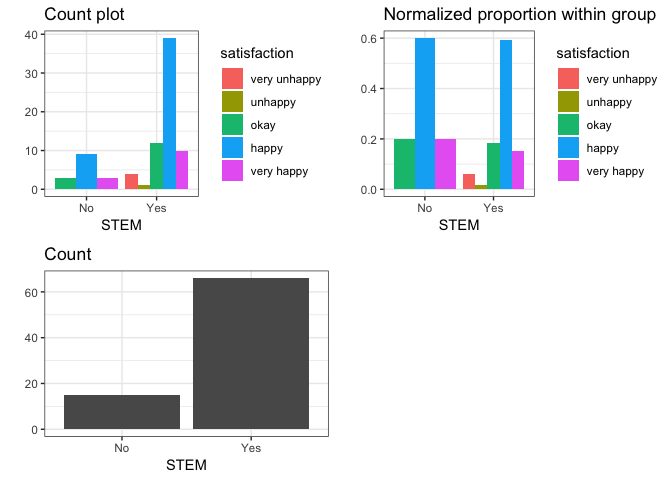 Count plot
40
30
20
10
0
No Yes
STEM
satisfaction
very unhappy
unhappy
okay
happy
very happy
Normalized proportion within group
0.6
0.4
0.2
0.0
No Yes
STEM
satisfaction
very unhappy
unhappy
okay
happy
very happy
Count
60
40
20
0
No Yes
STEM